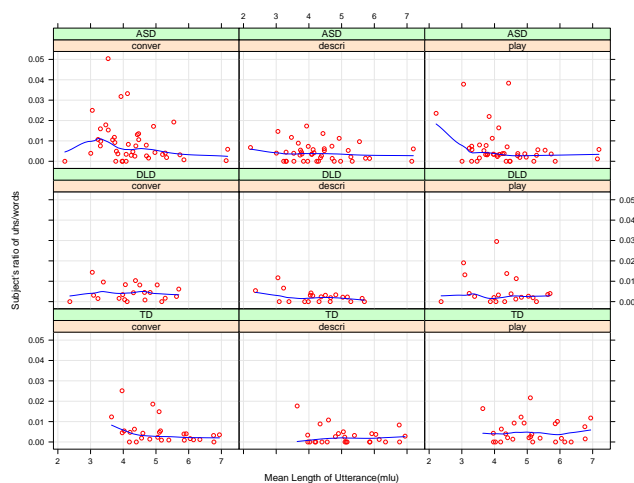 2 3 4 5 6 7
ASD ASD ASD
conver descri play
0.05
0.04
0.03
0.02
0.01
0.00
DLD DLD DLD
conver descri play
0.05
0.04
0.03
0.02
0.01
0.00
TD TD TD
conver descri play
0.05
0.04
0.03
0.02
0.01
0.00
2 3 4 5 6 7 2 3 4 5 6 7
Subject's ratio of uhs/words
Mean Length of Utterance(mlu)